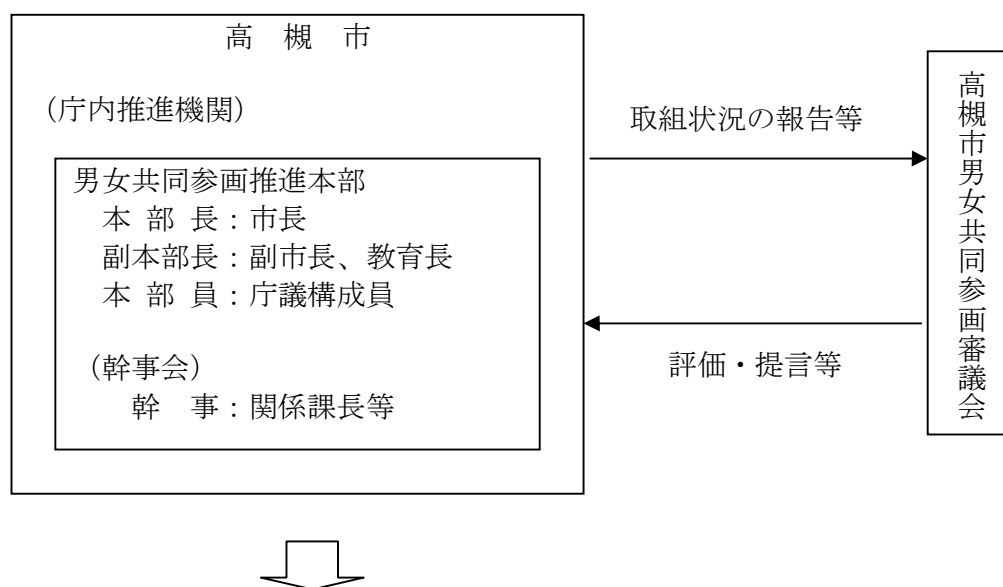 高 槻 市
（庁内推進機関）
男女共同参画推進本部
本 部 長：市長
副本部長：副市長、教育長
本 部 員：庁議構成員
（幹事会）
幹 事：関係課長等
取組状況の報告等
評価・提言等
高槻市男女共同参画審議会